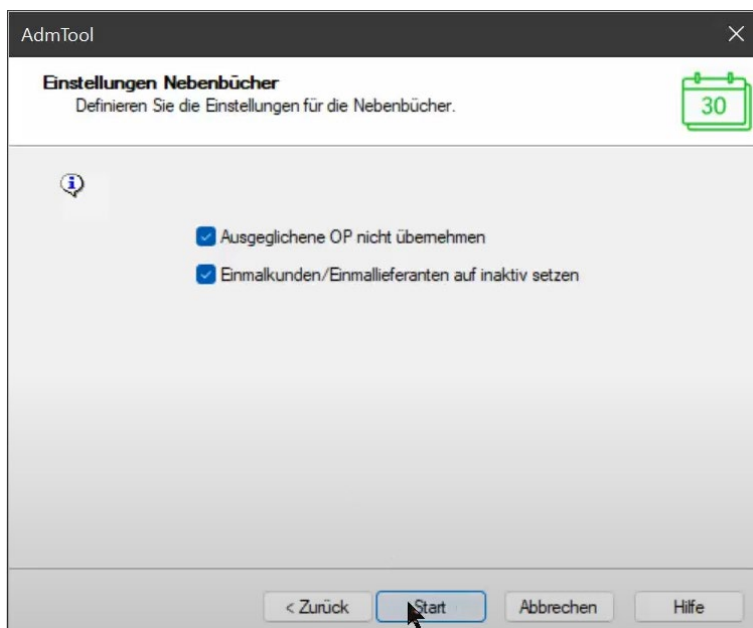 AdmTool
Einstellungen Nebenbücher
Definieren Sie die Einstellungen für die Nebenbücher.
30
Ausgeglichene OP nicht übernehmen
Einmalkunden/Einmallieferanten auf inaktiv setzen
< Zurück Start Abbrechen Hilfe